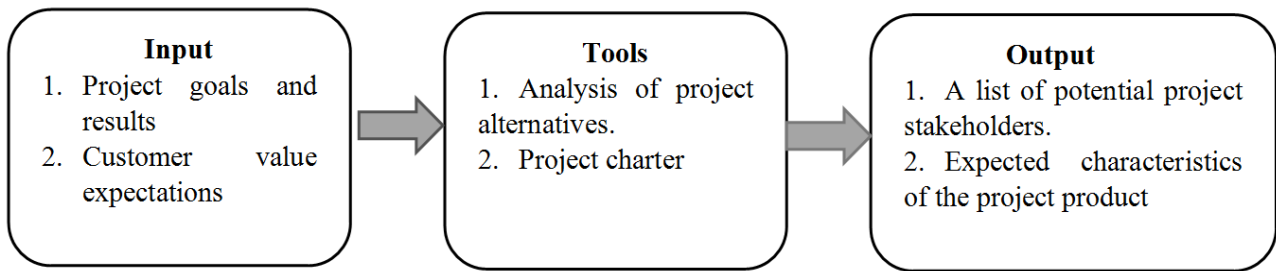 Input
1. Project goals and
results
2. Customer value
expectations
Tools
1. Analysis of project
alternatives.
2. Project charter
Output
1. A list of potential project
stakeholders.
2. Expected characteristics
of the project product